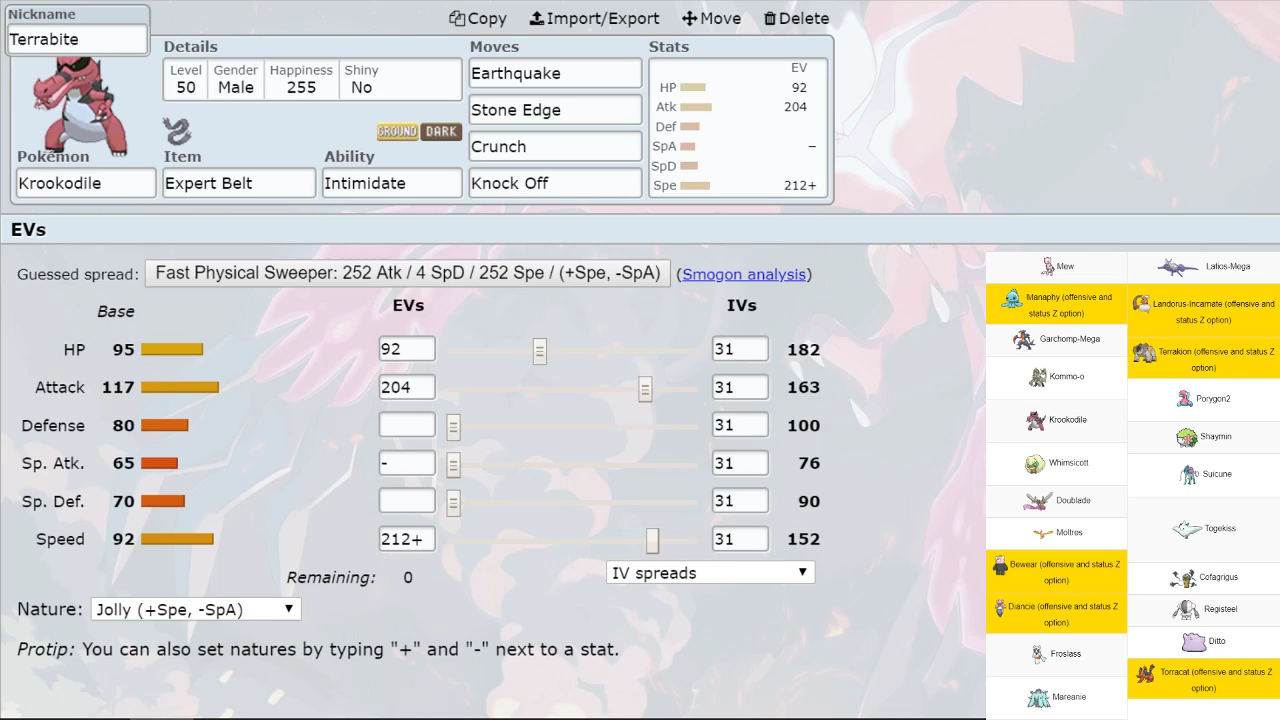 Nickname
Terrabite
Copy Import/Export Move Delete
Details
Level Gender Happiness Shiny
50 Male 255 No
GROUND DARK
Pokémon Item Ability
Krookodile Expert Belt Intimidate
Moves
Earthquake
Stone Edge
Crunch
Knock Off
Stats
EV
HP 92
Atk 204
Def
SpA –
SpD
Spe 212+
EVs
Guessed spread: Fast Physical Sweeper: 252 Atk / 4 SpD / 252 Spe / (+Spe, -SpA) (Smogon analysis)
Base EVs IVs
HP 95 92 31 182
Attack 117 204 31 163
Defense 80 31 100
Sp. Atk. 65 - 31 76
Sp. Def. 70 31 90
Speed 92 212+ 31 152
Remaining: 0 IV spreads
Nature: Jolly (+Spe, -SpA)
Protip: You can also set natures by typing "+" and "-" next to a stat.
Mew
Manaphy (offensive and
status Z option)
Garchomp-Mega
Kommo-o
Krookodile
Whimsicott
Doublade
Moltres
Bewear (offensive and status Z
option)
Diancie (offensive and status Z
option)
Froslass
Mareanie
Latios-Mega
Landorus-Incarnate (offensive and
status Z option)
Terrakion (offensive and status Z
option)
Porygon2
Shaymin
Suicune
Togekiss
Cofagrigus
Registeel
Ditto
Torracat (offensive and status Z
option)